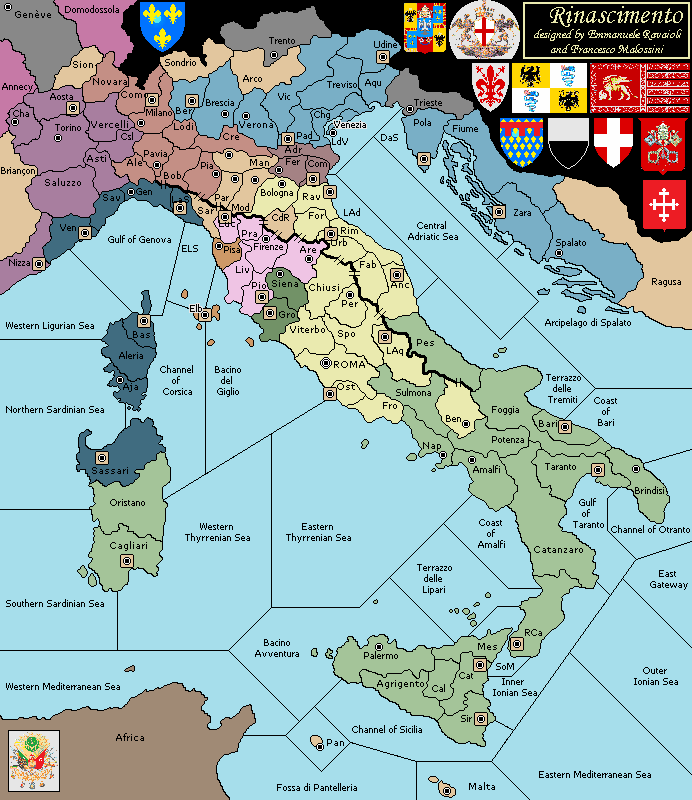 Rinascimento
designed by Emmanuele Ravaioli
and Francesco Malossini
Genève
Domodossola
Trento
Udine
Sion
Sondrio
Arco
Annecy
Novara
Como
Aosta
Brescia
Vic
Treviso
Aqu
Trieste
Cha
Torino
Vercelli
Milano
Ber
Verona
Chg
Venezia
Pola
Fiume
Csl
Lodi
Cre
Pad
LdV
DaS
Asti
Ale
Pavia
Pia
Man
Adr
Fer
Com
Briançon
Saluzzo
Bob
Par
Bologna
Rav
Zara
Sav
Gen
La
Sar
Mod
CdR
For
LAd
Ven
Luc
Pra
Rim
Urb
Central
Adriatic Sea
Spalato
Gulf of Genova
ELS
Pisa
Firenze
Are
Nizza
Liv
Siena
Fab
Anc
Ragusa
Pio
Chiusi
Per
Elba
Gro
Western Ligurian Sea
Bas
Viterbo
Spo
LAq
Pes
Arcipelago di Spalato
Aleria
Channel
of
Corsica
Bacino
del
Giglio
ROMA
Aja
Ost
Sulmona
Terrazzo
delle
Tremiti
Coast
of
Bari
Northern Sardinian Sea
Fro
Ben
Foggia
Bari
Nap
Potenza
Sassari
Amalfi
Taranto
Brindisi
Oristano
Western
Thyrrenian Sea
Eastern
Thyrrenian Sea
Coast
of
Amalfi
Gulf
of
Taranto
Channel of Otranto
Cagliari
Catanzaro
Terrazzo
delle
Lipari
East
Gateway
Southern Sardinian Sea
Bacino
Avventura
Palermo
Mes
RCa
SoM
Outer
Ionian Sea
Western Mediterranean Sea
Agrigento
Cal
Cat
Inner
Ionian Sea
Sir
Africa
Channel of Sicilia
Pan
Fossa di Pantelleria
Malta
Eastern Mediterranean Sea